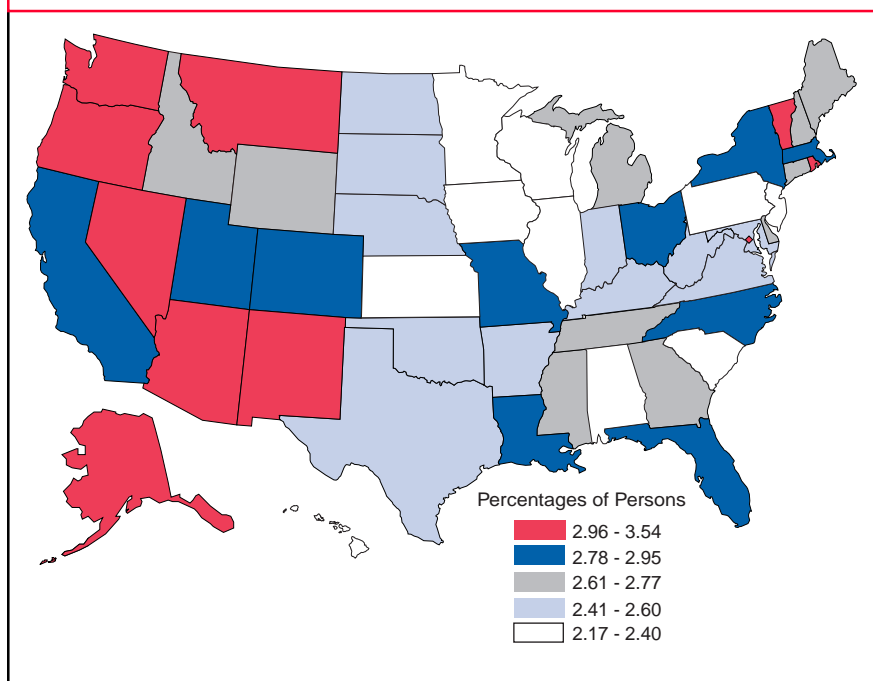 Percentages of Persons
2.96 - 3.54
2.78 - 2.95
2.61 - 2.77
2.41 - 2.60
2.17 - 2.40